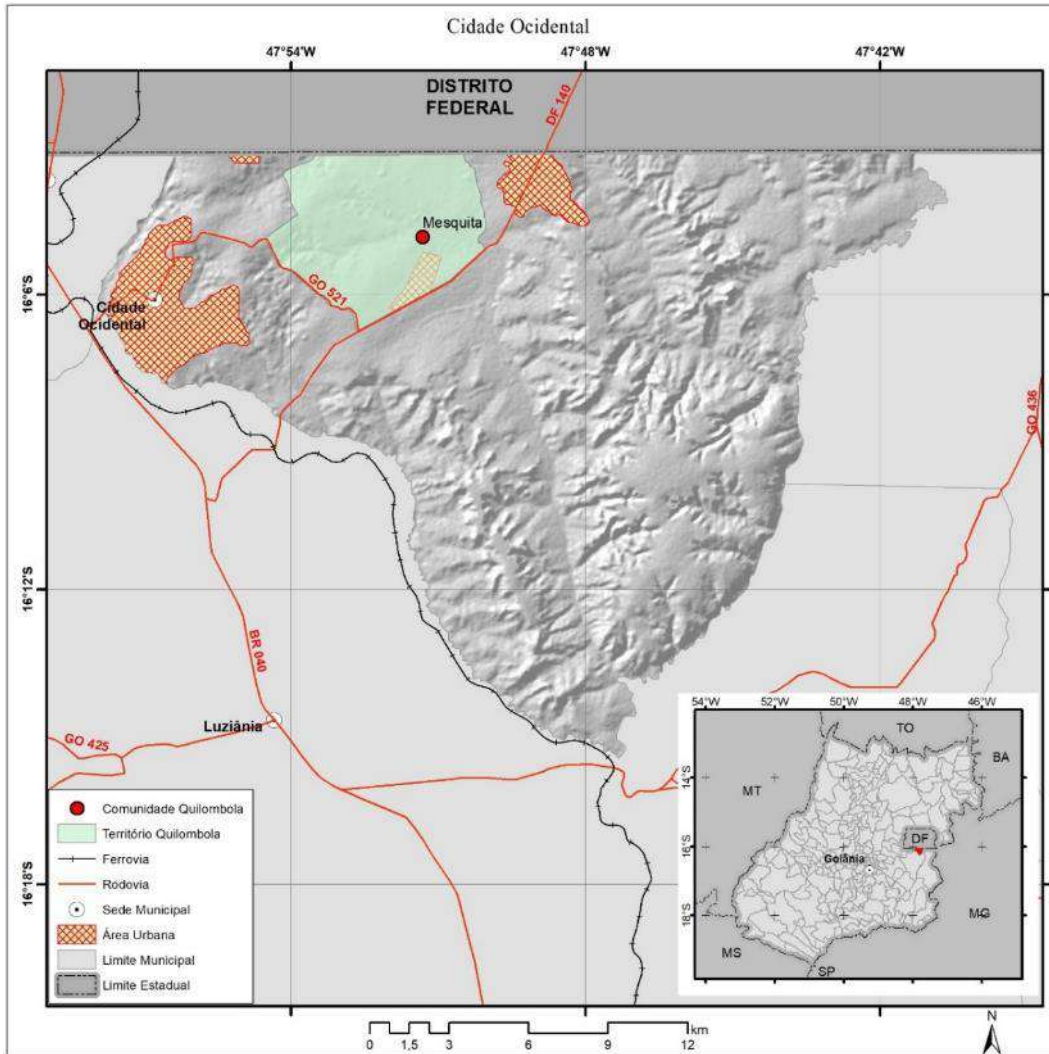 Cidade Ocidental
47°54'W
47°48'W
47°42'W
DISTRITO
FEDERAL
DF 140
Mesquita
GO 521
Cidade
Ocidental
16°6'S
GO 436
16°12'S
BR 040
Luziânia
GO 425
16°18'S
Comunidade Quilombola
Território Quilombola
Ferrovia
Rodovia
Sede Municipal
Área Urbana
Limite Municipal
Limite Estadual
54°W
52°W
50°W
48°W
46°W
TO
BA
14°S
MT
DF
16°S
Goiânia
18°S
MG
MS
SP
km
0
1,5
3
6
9
12
N